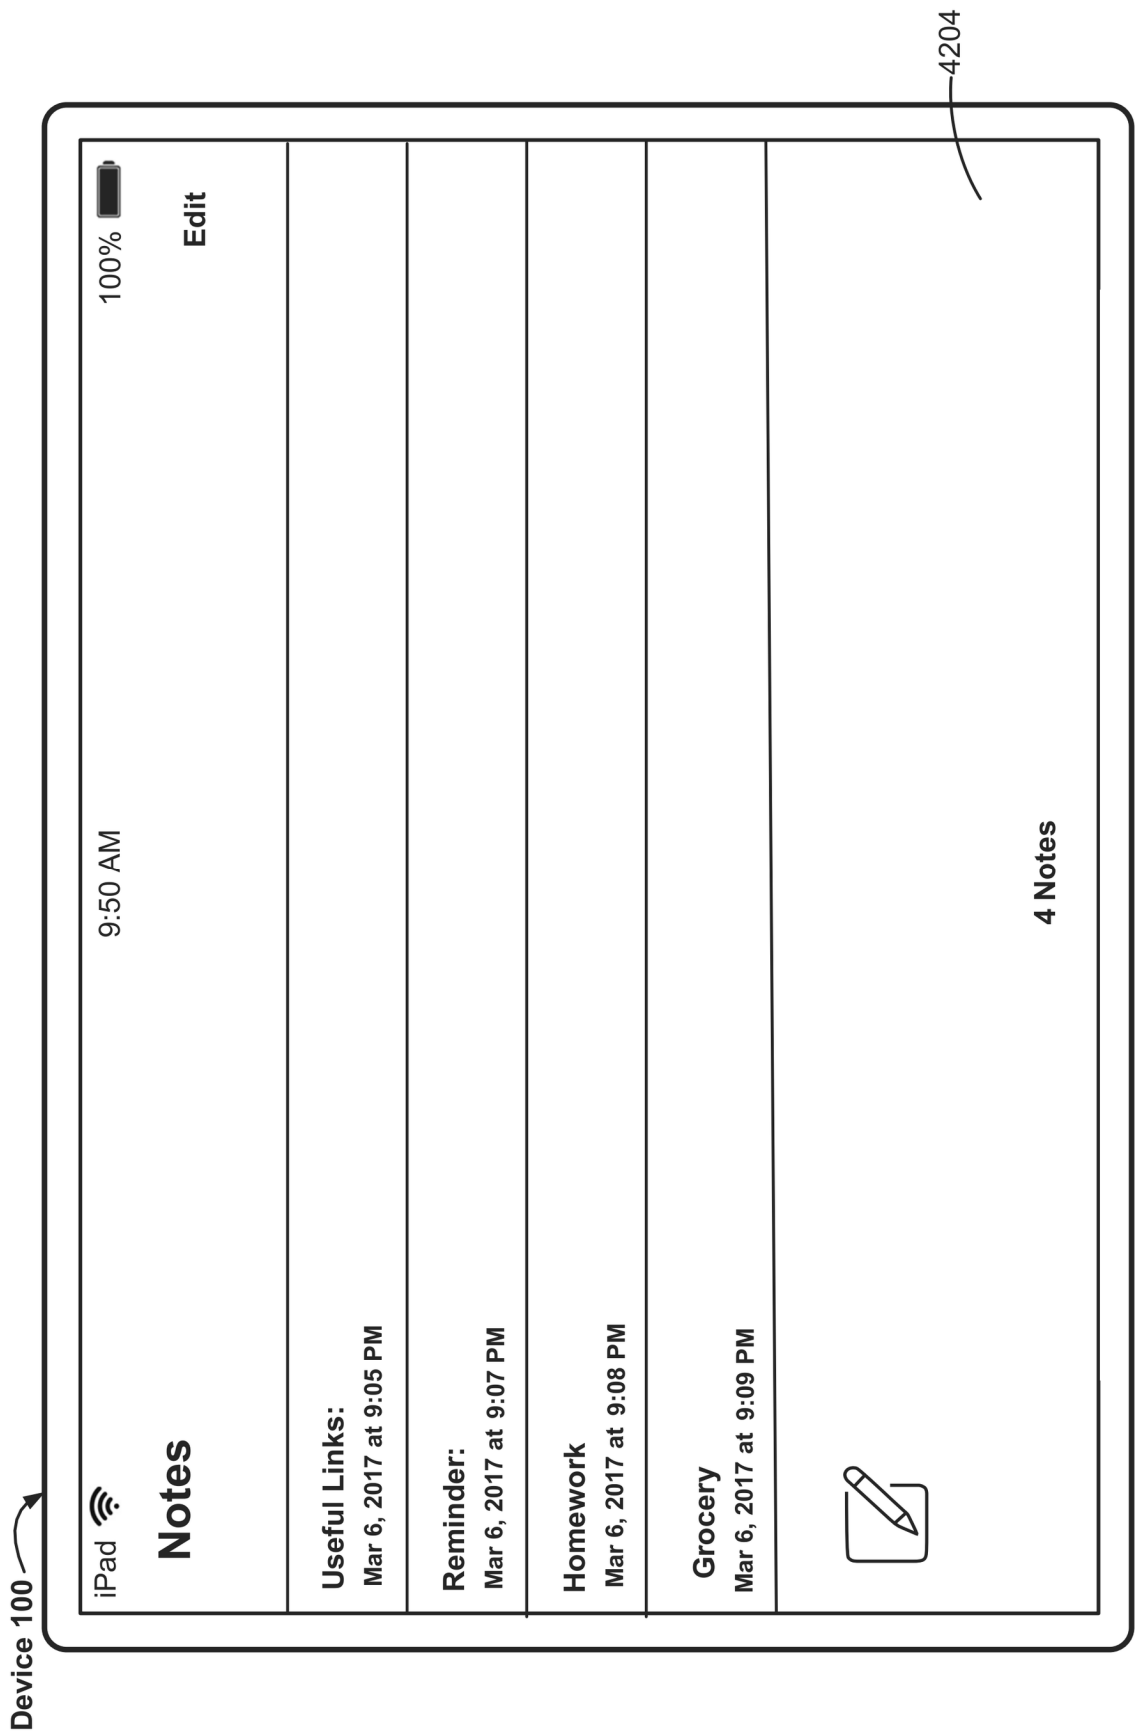 Device 100
iPad 9:50 AM 100%
Notes Edit
Useful Links:
Mar 6, 2017 at 9:05 PM
Reminder:
Mar 6, 2017 at 9:07 PM
Homework
Mar 6, 2017 at 9:08 PM
Grocery
Mar 6, 2017 at 9:09 PM
4204
4 Notes